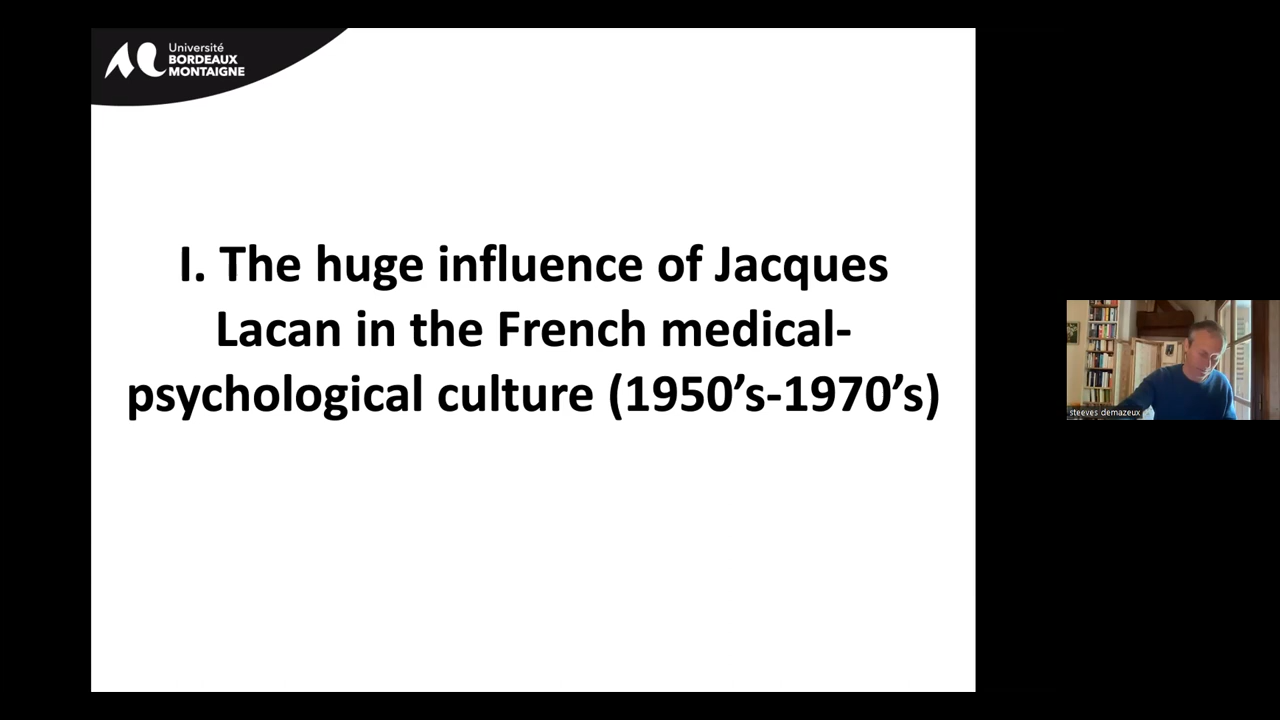 Université
BORDEAUX
MONTAIGNE
I. The huge influence of Jacques
Lacan in the French medical-
psychological culture (1950’s-1970’s)
steeves demazeux